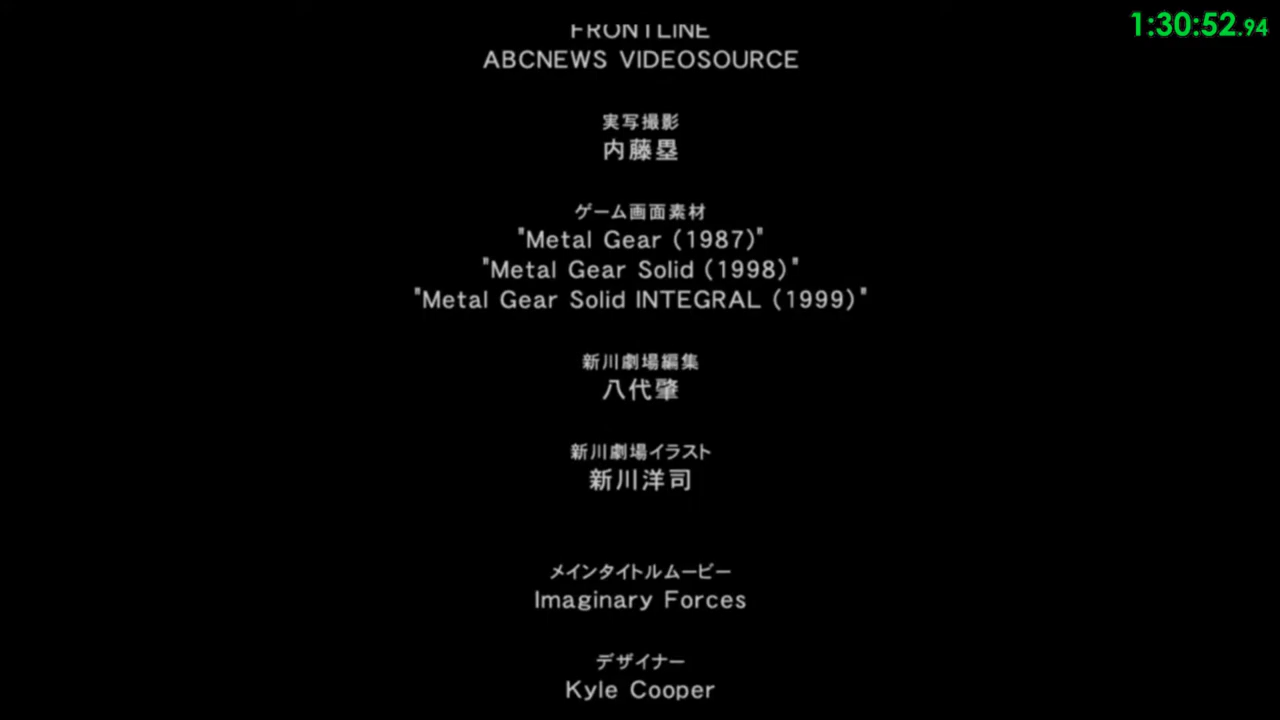 1:30:52.94
FRONTLINE
ABCNEWS VIDEOSOURCE
実写撮影
内藤塁
ゲーム画面素材
"Metal Gear (1987)"
"Metal Gear Solid (1998)"
"Metal Gear Solid INTEGRAL (1999)"
新川劇場編集
八代肇
新川劇場イラスト
新川洋司
メインタイトルムービー
Imaginary Forces
デザイナー
Kyle Cooper